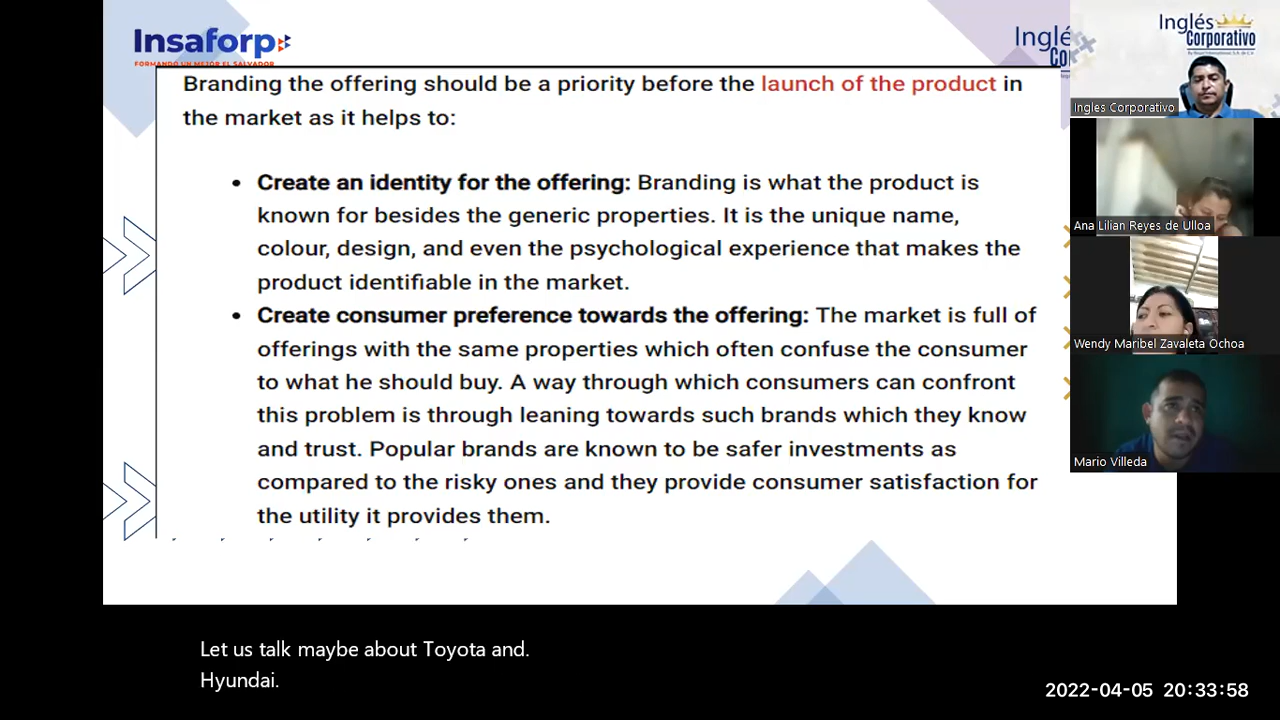 Insaforp
FORMANDO UN MEJOR EL SALVADOR
Inglés
Corporativo
Ingles Corporativo
Branding the offering should be a priority before the launch of the product in
the market as it helps to:
• Create an identity for the offering: Branding is what the product is
known for besides the generic properties. It is the unique name,
colour, design, and even the psychological experience that makes the
product identifiable in the market.
• Create consumer preference towards the offering: The market is full of
offerings with the same properties which often confuse the consumer
to what he should buy. A way through which consumers can confront
this problem is through leaning towards such brands which they know
and trust. Popular brands are known to be safer investments as
compared to the risky ones and they provide consumer satisfaction for
the utility it provides them.
Ana Lilian Reyes de Ulloa
Wendy Maribel Zavaleta Ochoa
Mario Villeda
Let us talk maybe about Toyota and.
Hyundai.
2022-04-05 20:33:58